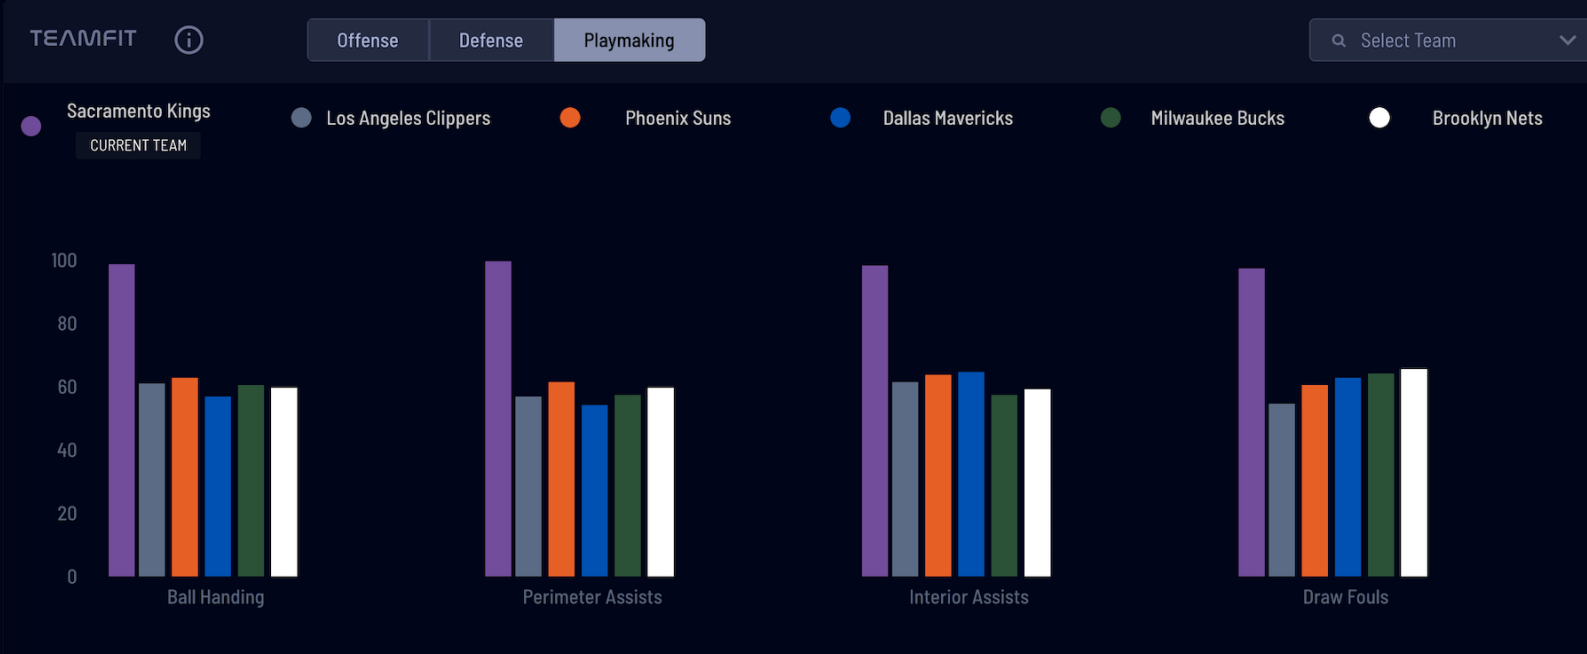 TEAMFIT
Offense
Defense
Playmaking
Select Team
Sacramento Kings
CURRENT TEAM
Los Angeles Clippers
Phoenix Suns
Dallas Mavericks
Milwaukee Bucks
Brooklyn Nets
100
80
60
40
20
0
Ball Handing
Perimeter Assists
Interior Assists
Draw Fouls